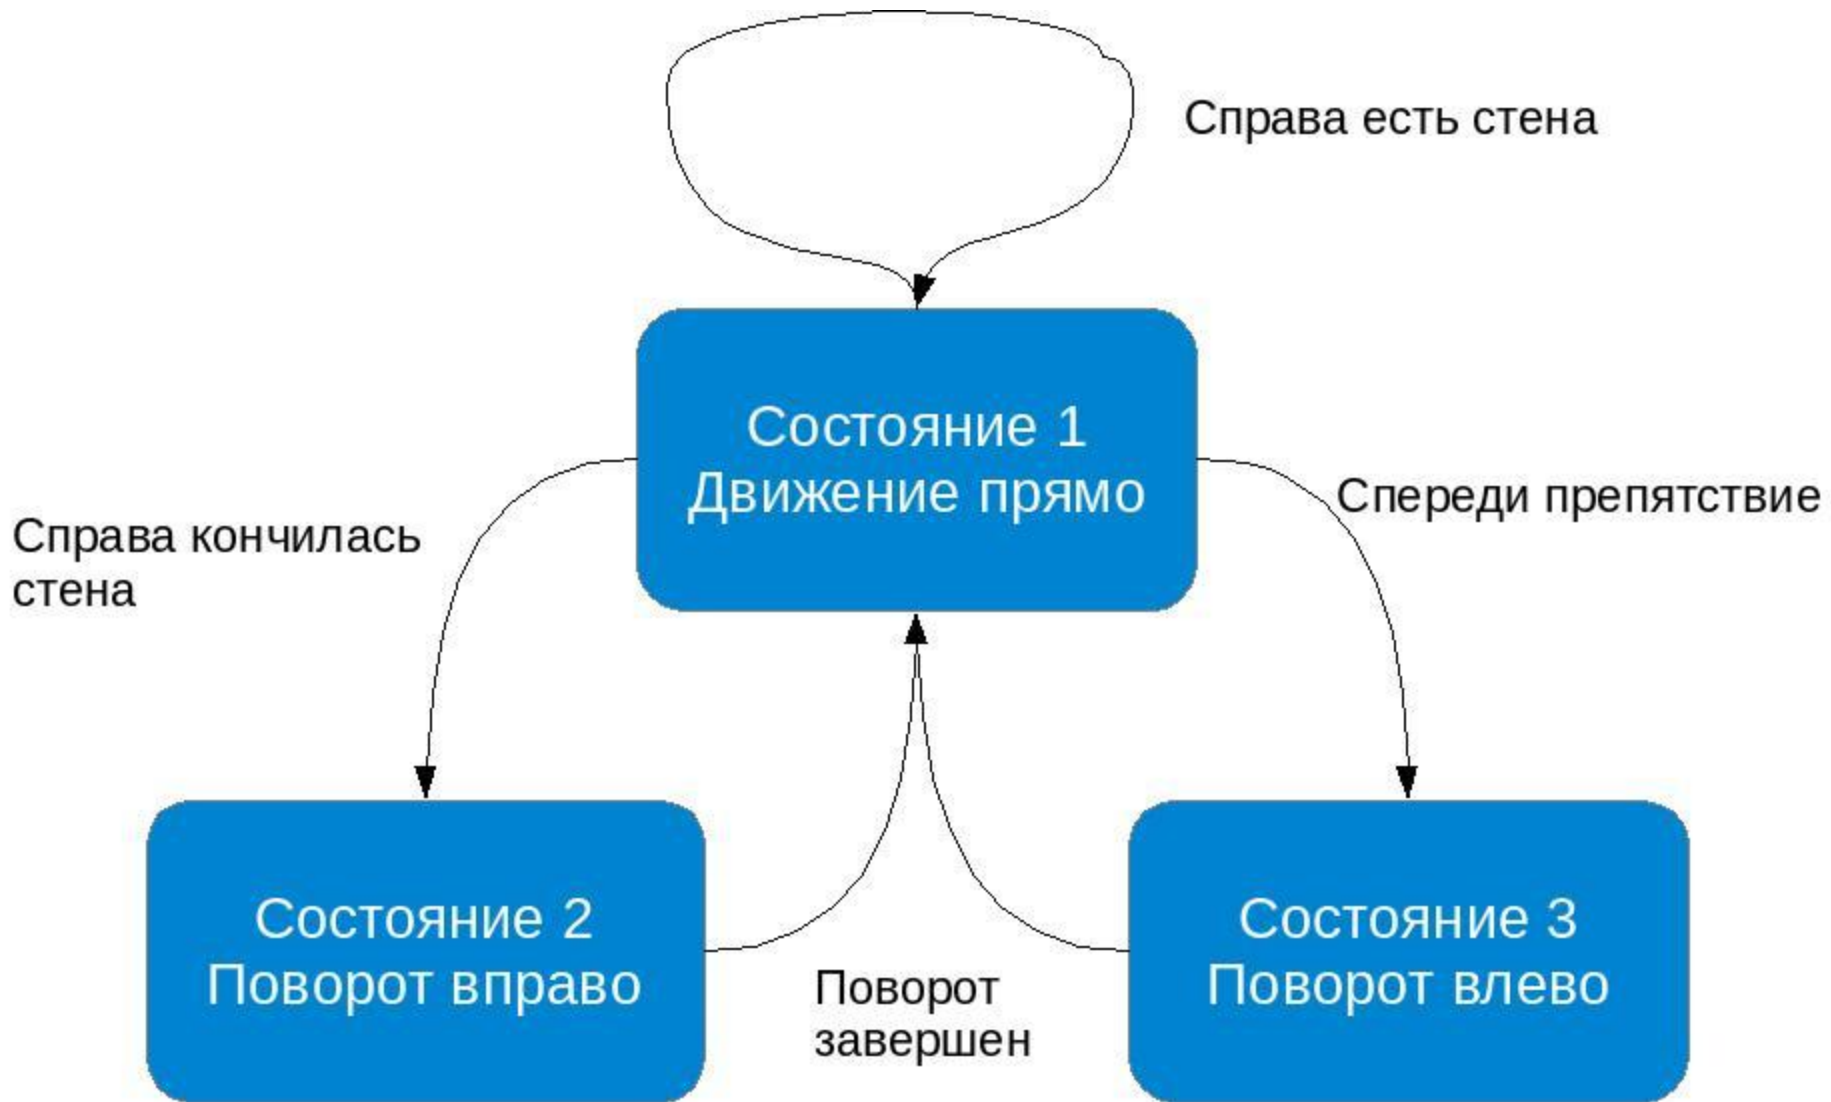 Справа есть стена
Состояние 1
Движение прямо
Спереди препятствие
Справа кончилась
стена
Состояние 2
Поворот вправо
Поворот
завершен
Состояние 3
Поворот влево